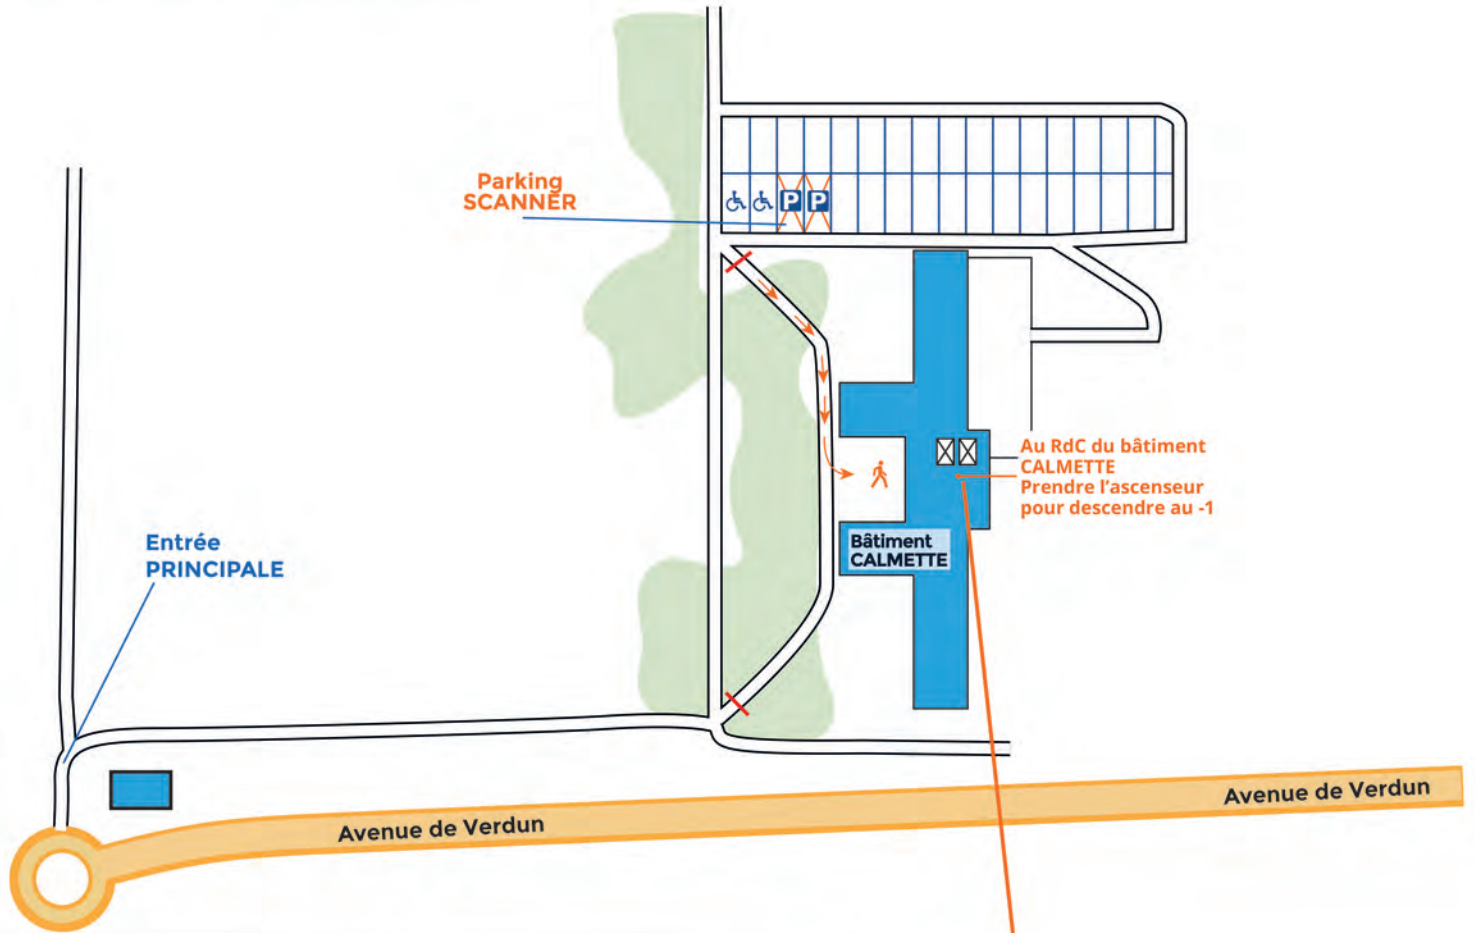 Parking
SCANNER
P P
Au RdC du bâtiment
CALMETTE
Prendre l'ascenseur
pour descendre au -1
Bâtiment
CALMETTE
Entrée
PRINCIPALE
Avenue de Verdun
Avenue de Verdun